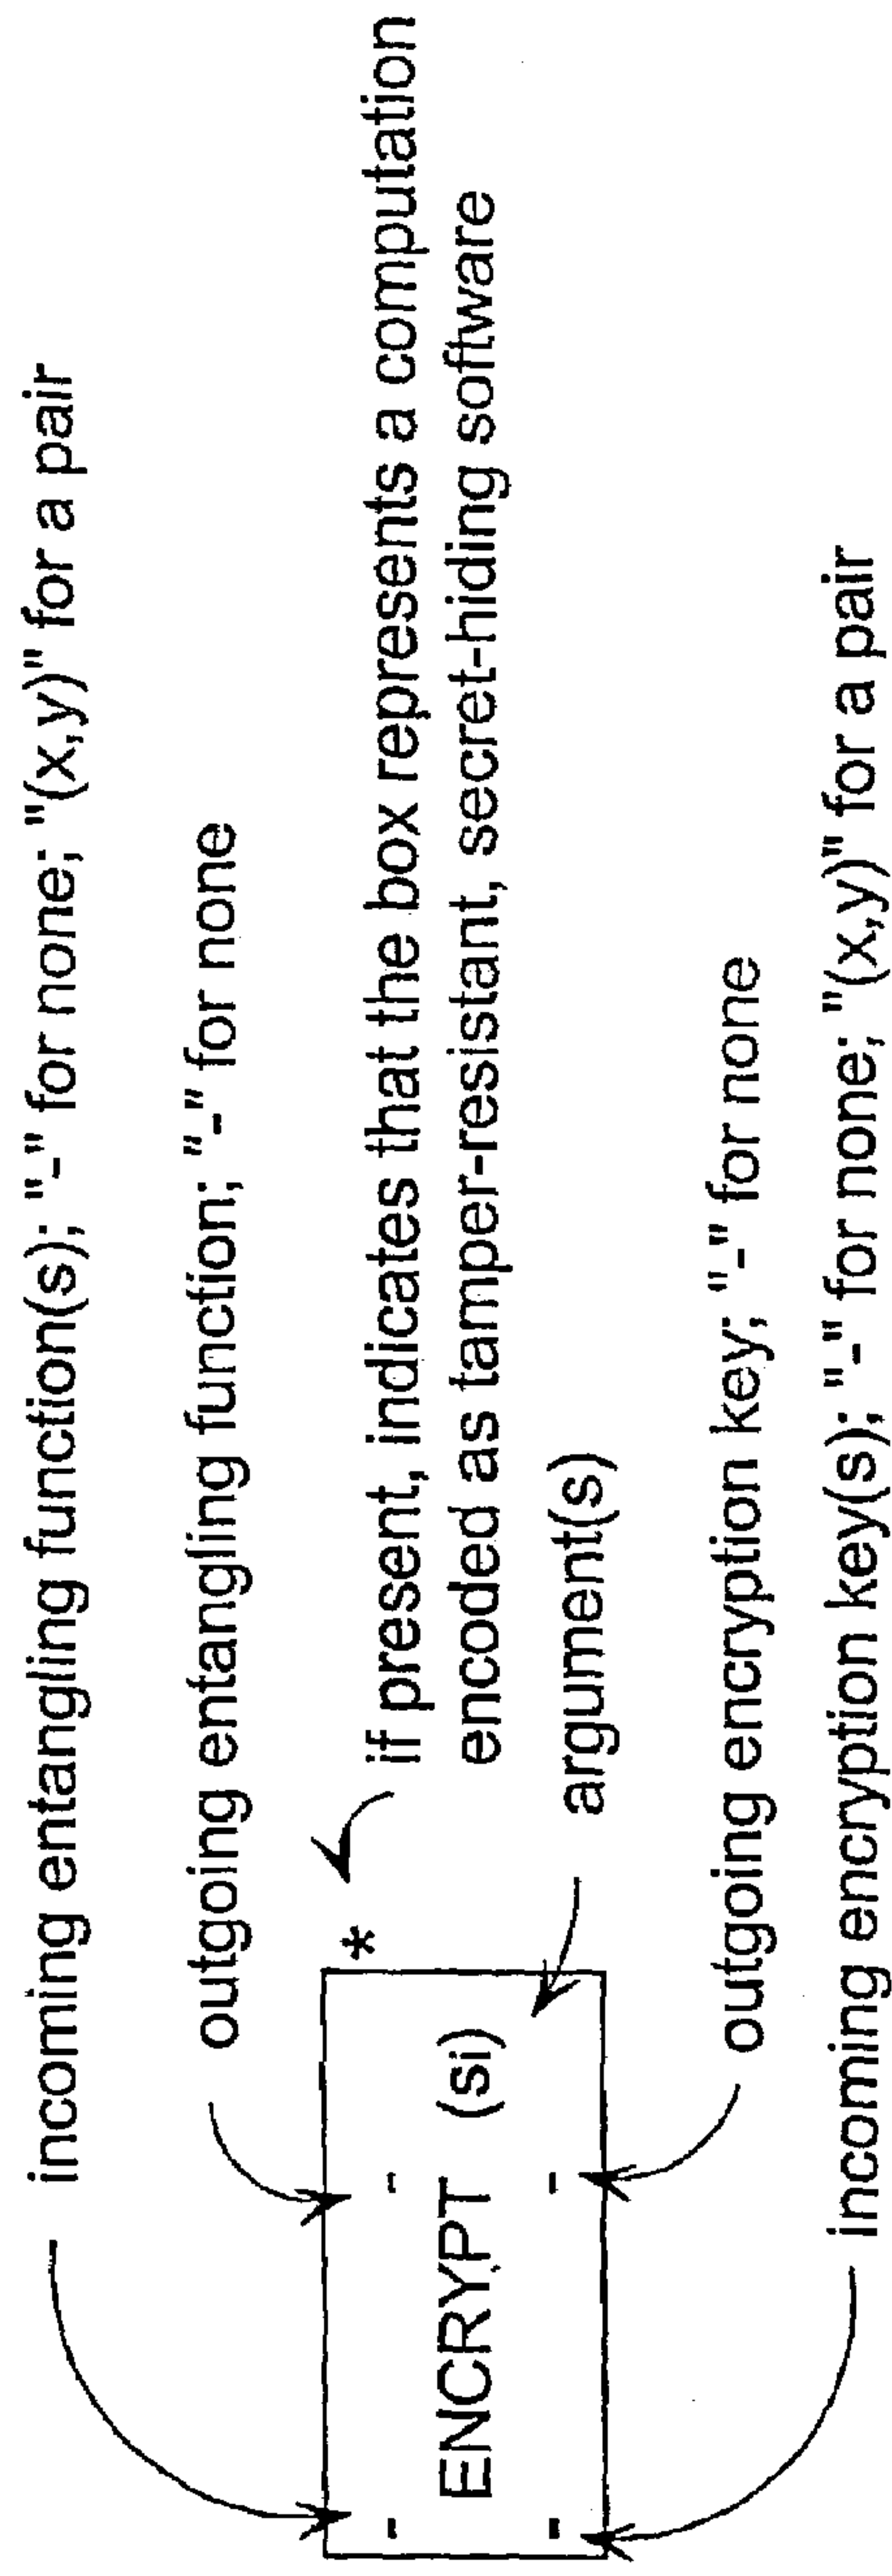 incoming entangling function(s); "-" for none; "(x,y)" for a pair
outgoing entangling function; "-" for none
*
if present, indicates that the box represents a computation
encoded as tamper-resistant, secret-hiding software
- -
ENCRYPT (si)
- -
argument(s)
outgoing encryption key; "-" for none
incoming encryption key(s); "-" for none; "(x,y)" for a pair